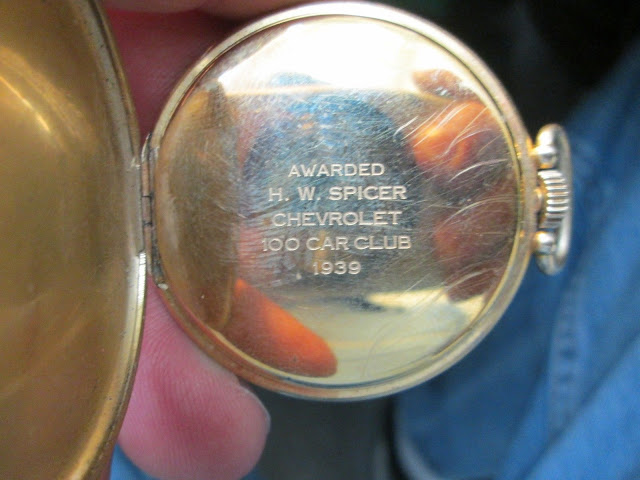 AWARDED
H. W. SPICER
CHEVROLET
100 CAR CLUB
1939